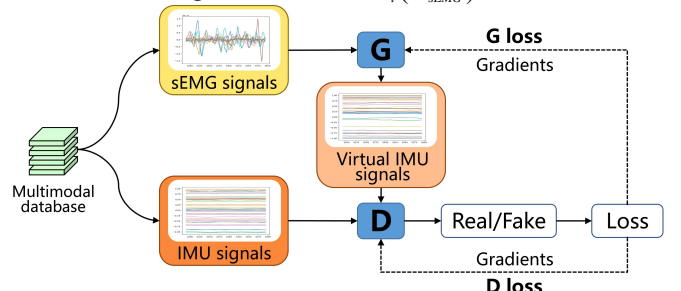 sEMG signals
G
G loss
Gradients
Virtual IMU
signals
Multimodal
database
IMU signals
D
Real/Fake
Loss
Gradients
D loss